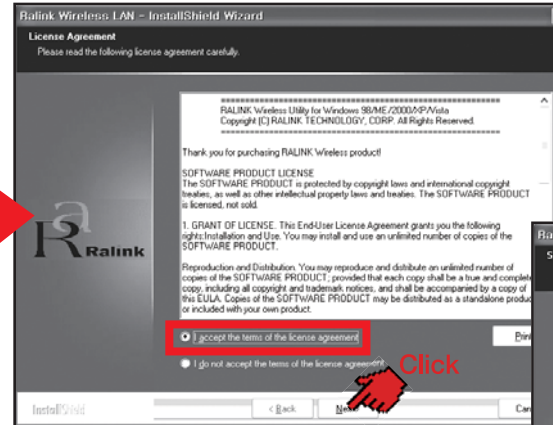 Ralink Wireless LAN - InstallShield Wizard
License Agreement
Please read the following license agreement carefully.
RALINK Wireless Utility for Windows 98/ME/2000/XP/Vista
Copyright (C) RALINK TECHNOLOGY, CORP. All Rights Reserved.
Thank you for purchasing RALINK Wireless product!
SOFTWARE PRODUCT LICENSE
The SOFTWARE PRODUCT is protected by copyright laws and international copyright
treaties, as well as other intellectual property laws and treaties. The SOFTWARE PRODUCT
is licensed, not sold.
1. GRANT OF LICENSE. This End-User License Agreement grants you the following
rights:Installation and Use. You may install and use an unlimited number of copies of the
SOFTWARE PRODUCT.
Reproduction and Distribution. You may reproduce and distribute an unlimited number of
copies of the SOFTWARE PRODUCT; provided that each copy shall be a true and complete
copy, including all copyright and trademark notices, and shall be accompanied by a copy of
this EULA. Copies of the SOFTWARE PRODUCT may be distributed as a standalone produc
or included with your own product.
Ralink
I accept the terms of the license agreement
Print
I do not accept the terms of the license agreement
Click
InstallShield
< Back
Ne
Can
Ra
S